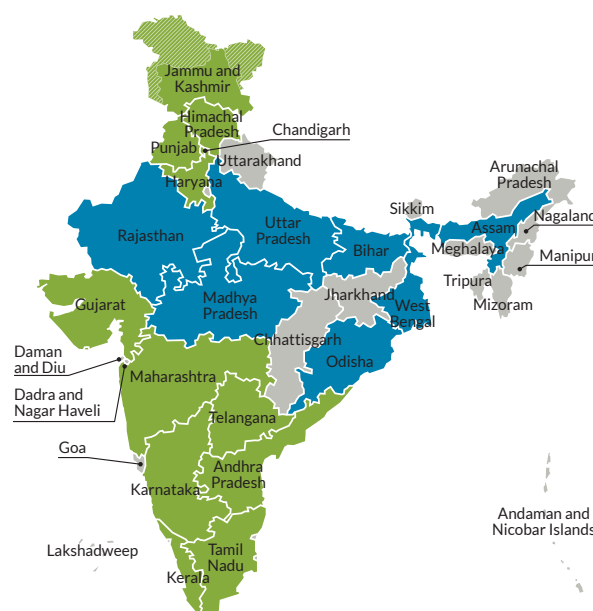 Jammu and
Kashmir
Himachal
Pradesh
Chandigarh
Punjab
Uttarakhand
Haryana
Arunachal
Pradesh
Sikkim
Nagaland
Assam
Rajasthan
Uttar
Pradesh
Bihar
Meghalaya
Manipur
Tripura
Mizoram
Gujarat
Madhya
Pradesh
Jharkhand
West
Bengal
Chhattisgarh
Odisha
Daman
and Diu
Maharashtra
Dadra and
Nagar Haveli
Telangana
Goa
Andhra
Pradesh
Karnataka
Andaman and
Nicobar Islands
Lakshadweep
Tamil
Nadu
Kerala